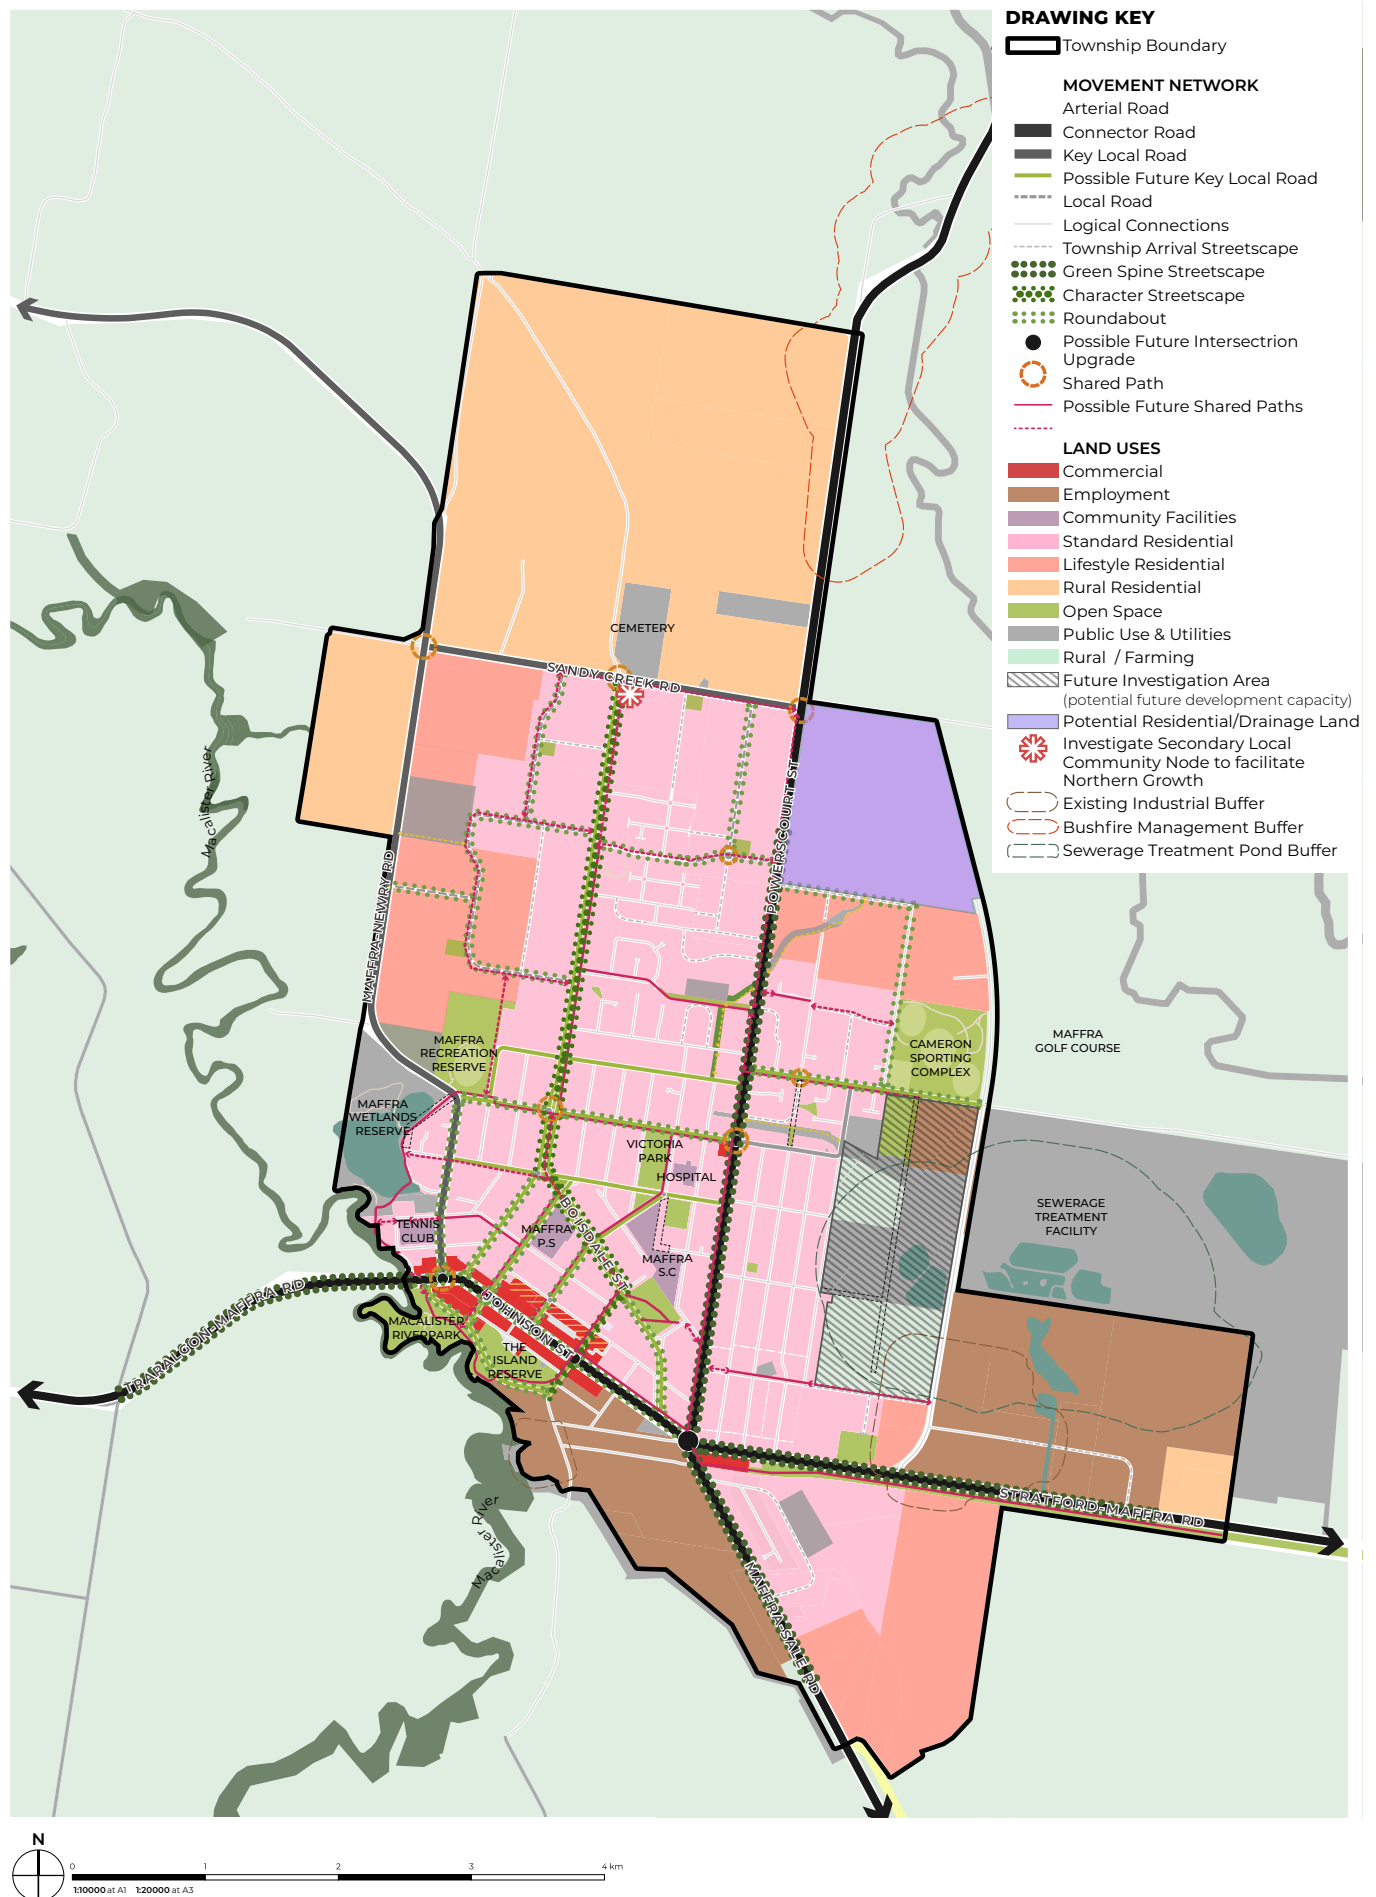 DRAWING KEY
Township Boundary
MOVEMENT NETWORK
Arterial Road
Connector Road
Key Local Road
Possible Future Key Local Road
Local Road
Logical Connections
Township Arrival Streetscape
Green Spine Streetscape
Character Streetscape
Roundabout
Possible Future Intersectrion
Upgrade
Shared Path
Possible Future Shared Paths
LAND USES
Commercial
Employment
Community Facilities
Standard Residential
Lifestyle Residential
Rural Residential
Open Space
Public Use & Utilities
Rural / Farming
Future Investigation Area
(potential future development capacity)
Potential Residential/Drainage Land
Investigate Secondary Local
Community Node to facilitate
Northern Growth
Existing Industrial Buffer
Bushfire Management Buffer
Sewerage Treatment Pond Buffer
CEMETERY
SANDY CREEK RD
Macalister River
POWERSCOURT ST
MAFFRA-NEWRY RD
MAFFRA
RECREATION
RESERVE
CAMERON
SPORTING
COMPLEX
MAFFRA
GOLF COURSE
MAFFRA
WETLANDS
RESERVE
VICTORIA
PARK
HOSPITAL
SEWERAGE
TREATMENT
FACILITY
TENNIS
CLUB
MAFFRA
P.S
BOISDALE ST
MAFFRA
S.C
TRARALGON-MAFFRA RD
JOHNSON ST
MACALISTER
RIVERPARK
THE
ISLAND
RESERVE
STRATFORD-MAFFRA RD
Macalister River
MAFFRA-SALE RD
N
0 1 2 3 4 km
1:10000 at A1 1:20000 at A3